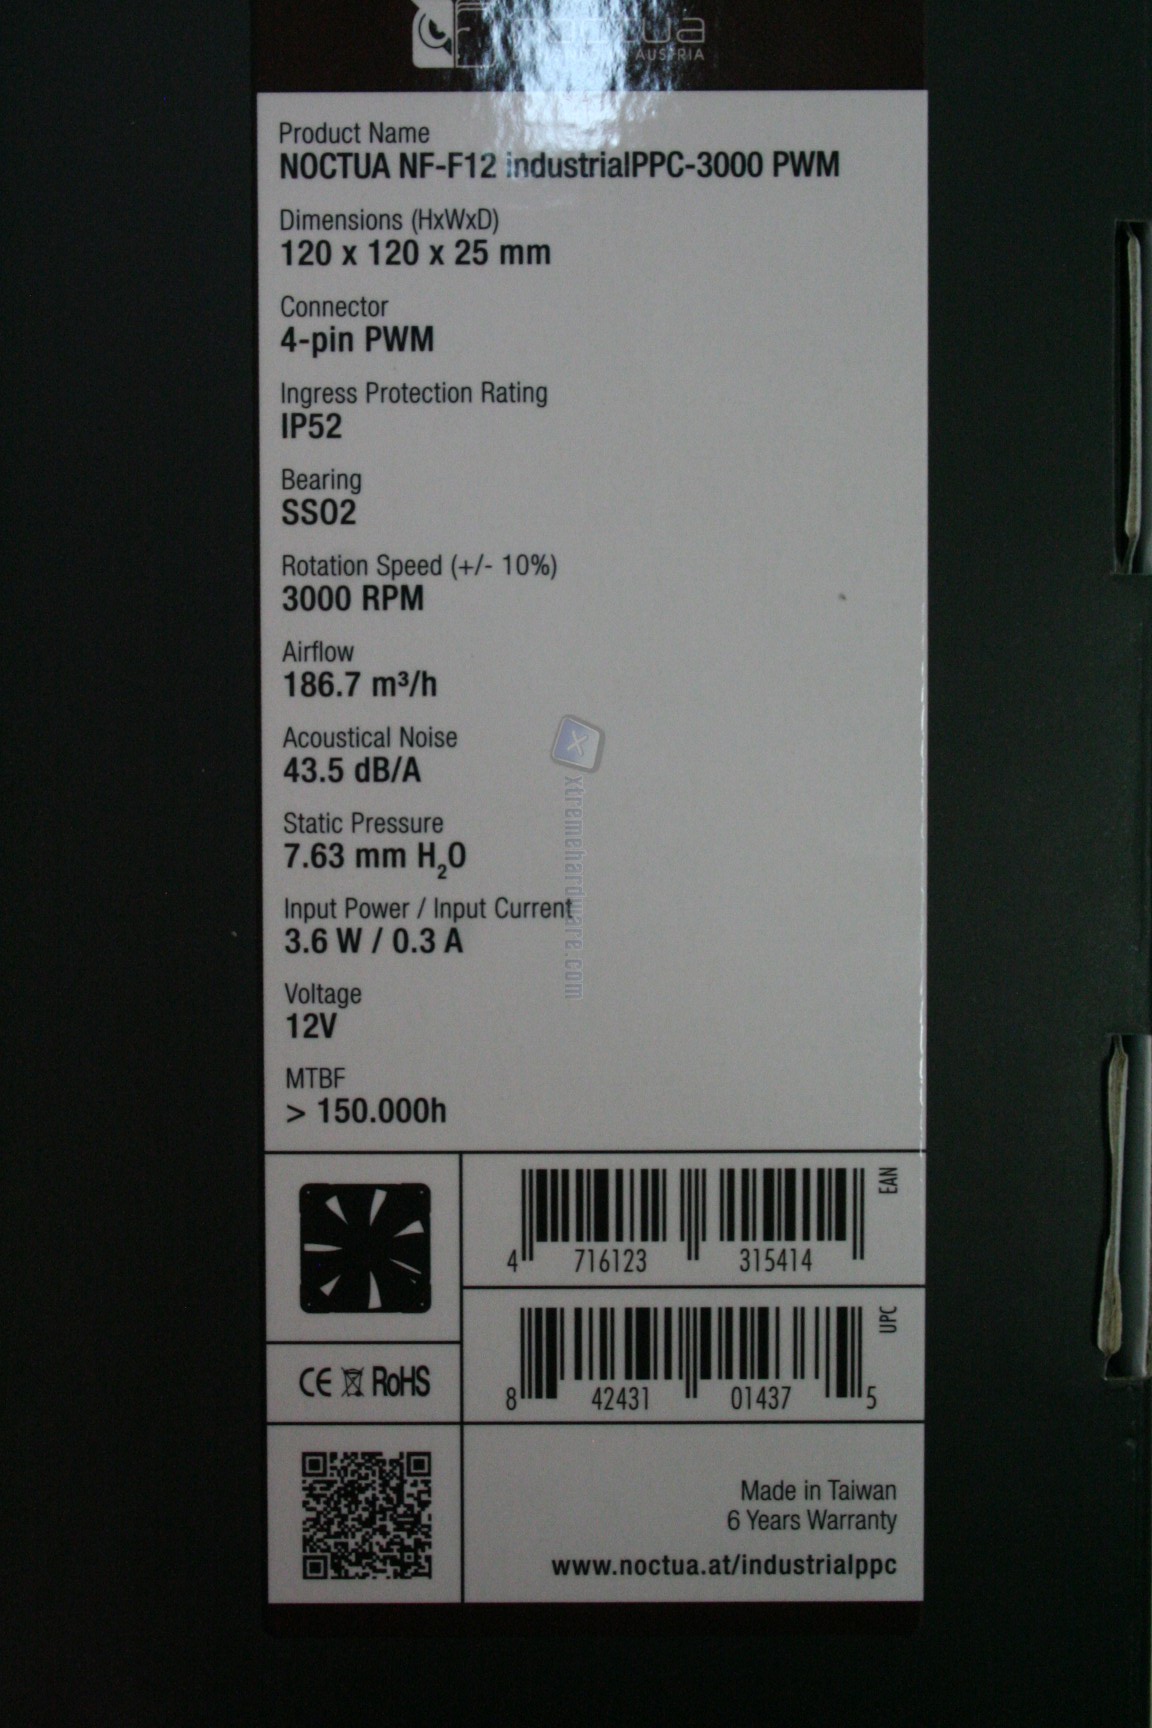 AUSTRIA
Product Name
NOCTUA NF-F12 industrialPPC-3000 PWM
Dimensions (HxWxD)
120 x 120 x 25 mm
Connector
4-pin PWM
Ingress Protection Rating
IP52
Bearing
SSO2
Rotation Speed (+/- 10%)
3000 RPM
Airflow
186.7 m³/h
Acoustical Noise
43.5 dB/A
Static Pressure
7.63 mm H₂O
Input Power / Input Current
3.6 W / 0.3 A
Voltage
12V
MTBF
> 150.000h
xtremehardware.com
EAN
4 716123 315414
UPC
8 42431 01437 5
CE RoHS
Made in Taiwan
6 Years Warranty
www.noctua.at/industrialppc